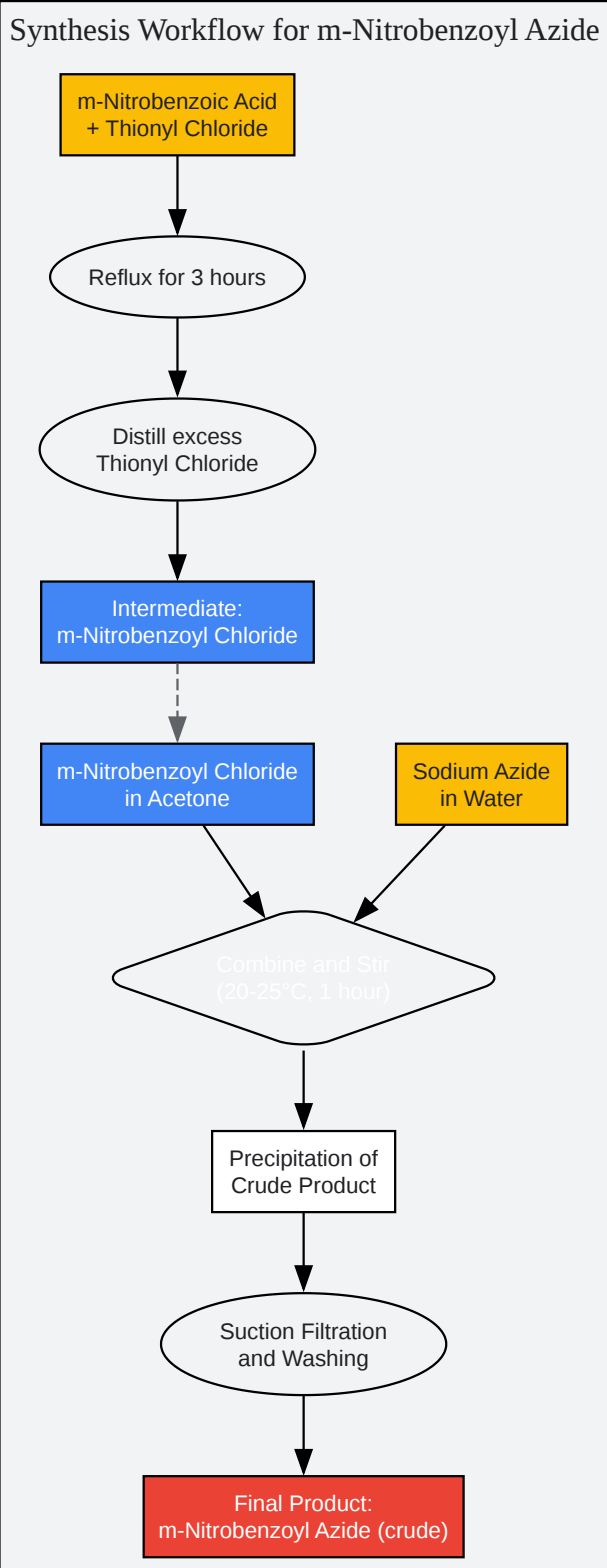 Synthesis Workflow for m-Nitrobenzoyl Azide
m-Nitrobenzoic Acid
+ Thionyl Chloride
Reflux for 3 hours
Distill excess
Thionyl Chloride
Intermediate:
m-Nitrobenzoyl Chloride
m-Nitrobenzoyl Chloride
in Acetone
Sodium Azide
in Water
Combine and Stir
(20-25°C, 1 hour)
Precipitation of
Crude Product
Suction Filtration
and Washing
Final Product:
m-Nitrobenzoyl Azide (crude)